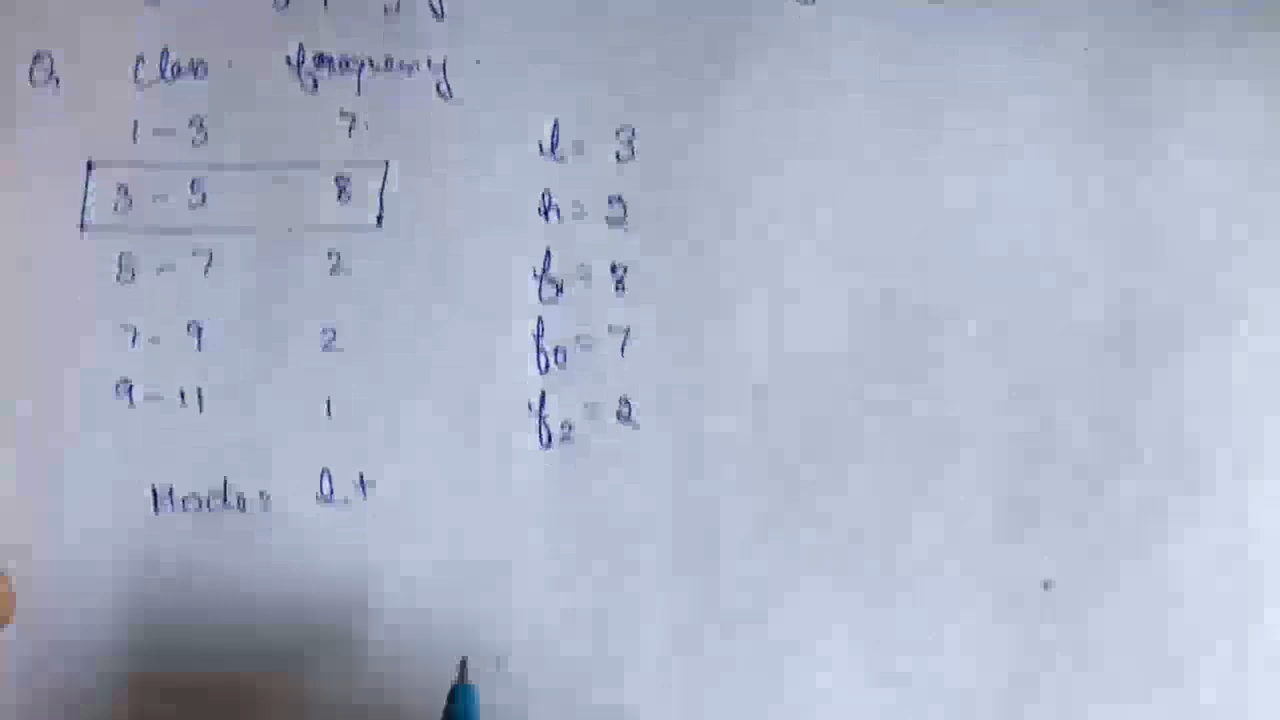 Q Class frequency
1 - 3 7
3 - 5 8
5 - 7 2
7 - 9 2
9 - 11 1
l = 3
h = 2
f1 = 8
f0 = 7
f2 = 2
Mode = l +